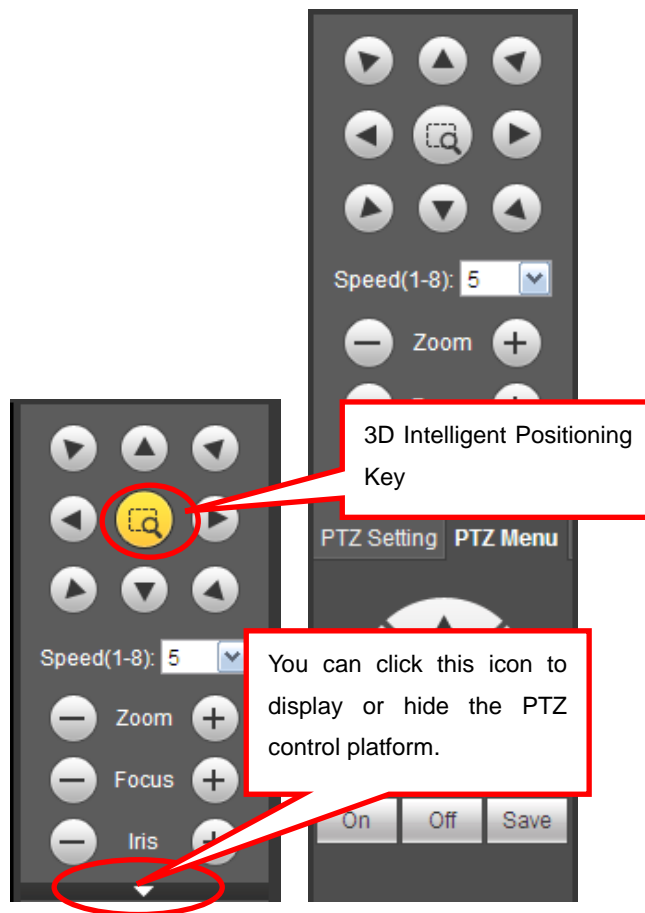 Speed(1-8): 5
Zoom
3D Intelligent Positioning
Key
PTZ Setting PTZ Menu
Speed(1-8): 5
You can click this icon to
display or hide the PTZ
control platform.
Zoom
Focus
Iris
On Off Save